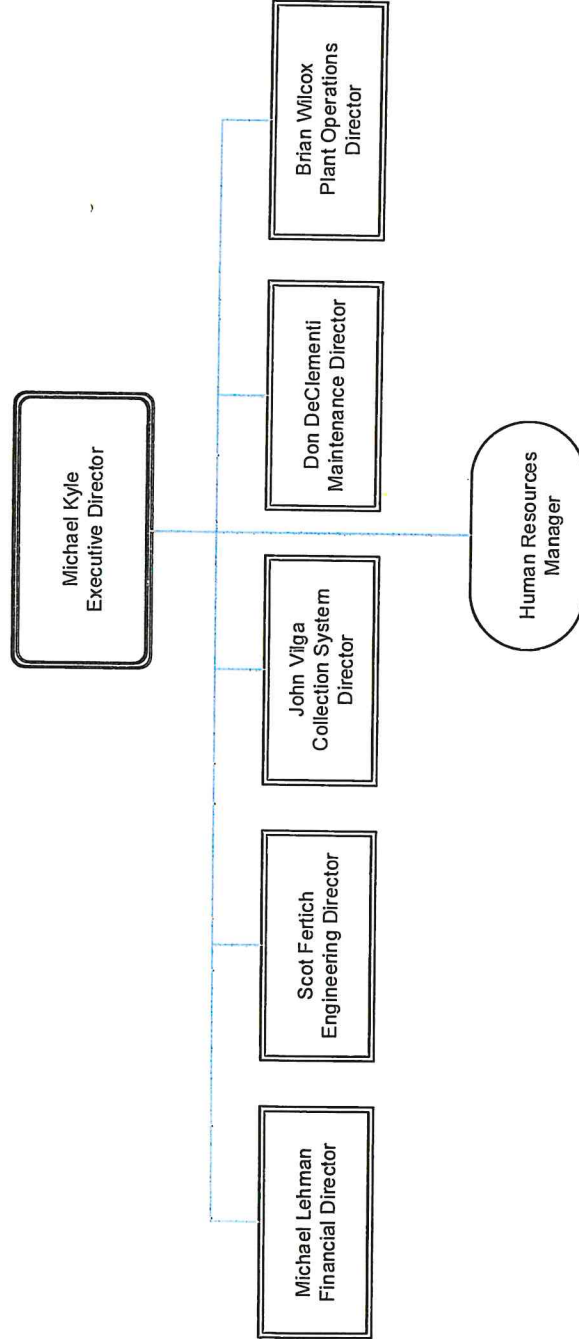 Michael Kyle
Executive Director
Michael Lehman
Financial Director
Scot Fertich
Engineering Director
John Vilga
Collection System
Director
Don DeClementi
Maintenance Director
Brian Wilcox
Plant Operations
Director
Human Resources
Manager